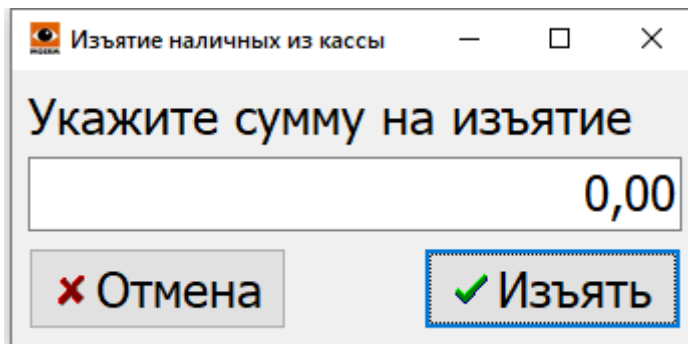 Изъятие наличных из кассы
Укажите сумму на изъятие
0,00
Отмена
Изъять